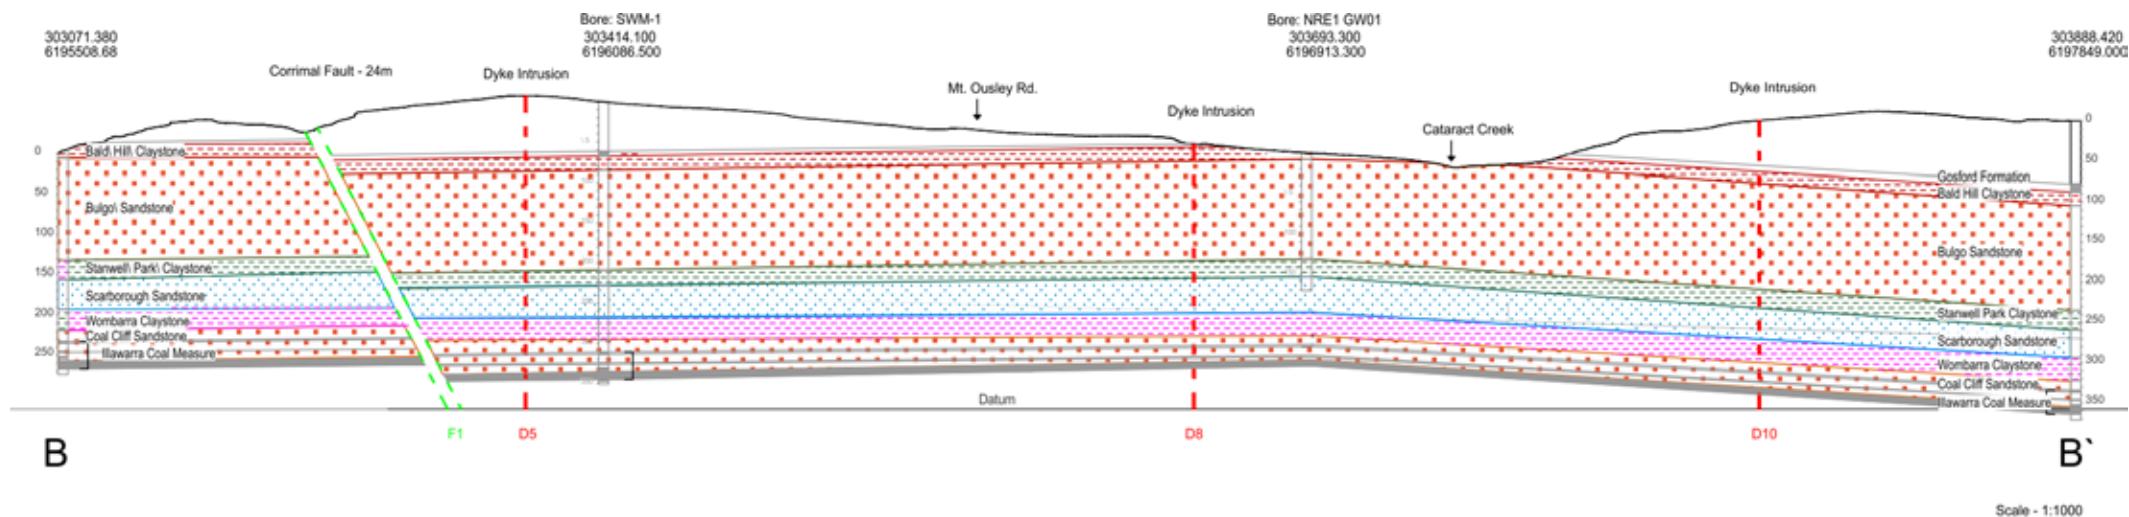 Bore: SWM-1
Bore: NRE1 GW01
303071.380
6195508.68
303414.100
6196086.500
303693.300
6196913.300
303888.420
6197849.000
Corrimal Fault - 24m
Dyke Intrusion
Mt. Ousley Rd.
Dyke Intrusion
Cataract Creek
Dyke Intrusion
0
50
100
150
200
250
Bald\ Hill\ Claystone
Bulgo\ Sandstone
Stanwell\ Park\ Claystone
Scarborough Sandstone
Wombarra Claystone
Coal Cliff Sandstone
Illawarra Coal Measure
0
50
100
150
200
250
300
350
Gosford Formation
Bald Hill Claystone
Bulgo Sandstone
Stanwell Park Claystone
Scarborough Sandstone
Wombarra Claystone
Coal Cliff Sandstone
Illawarra Coal Measure
Datum
F1
D5
D8
D10
B
B`
Scale - 1:1000